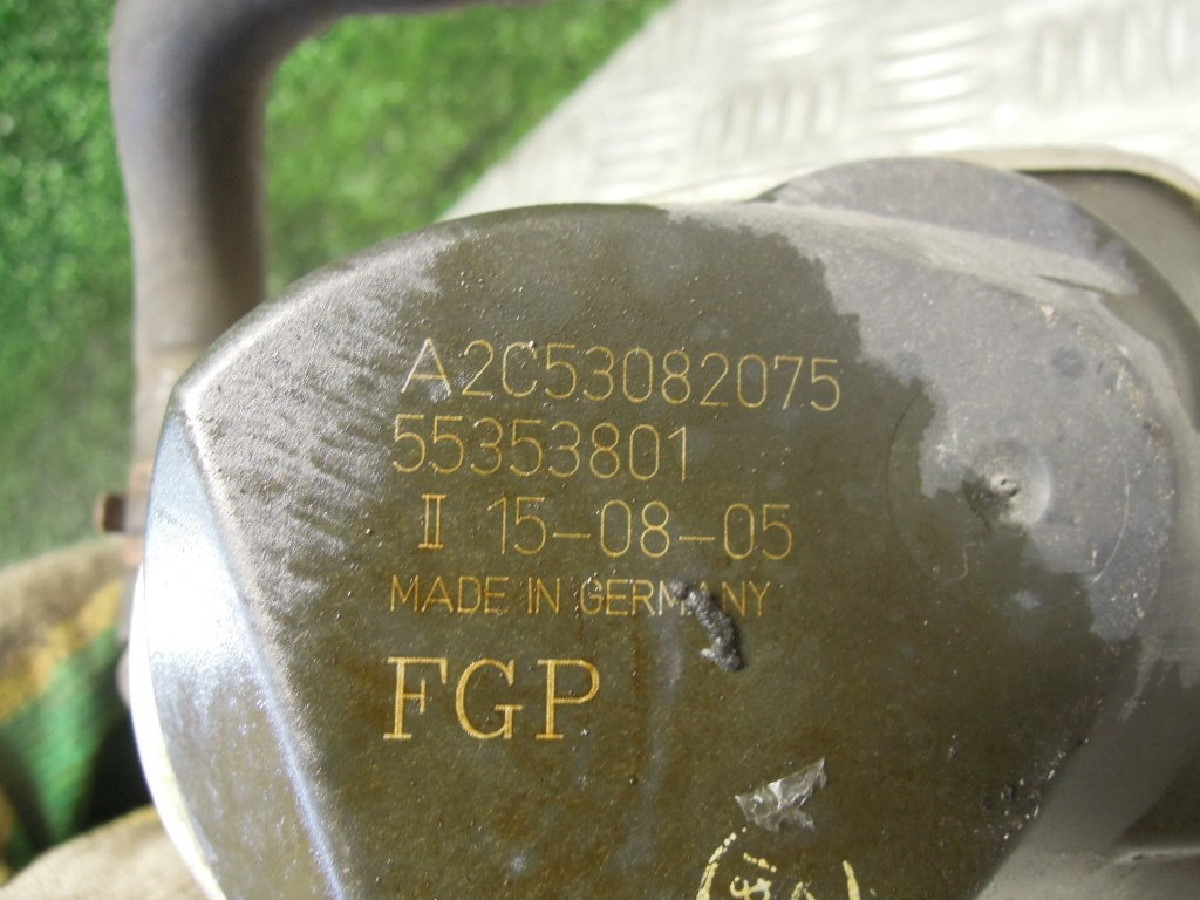 A2C53082075
55353801
II 15-08-05
MADE IN GERMANY
FGP